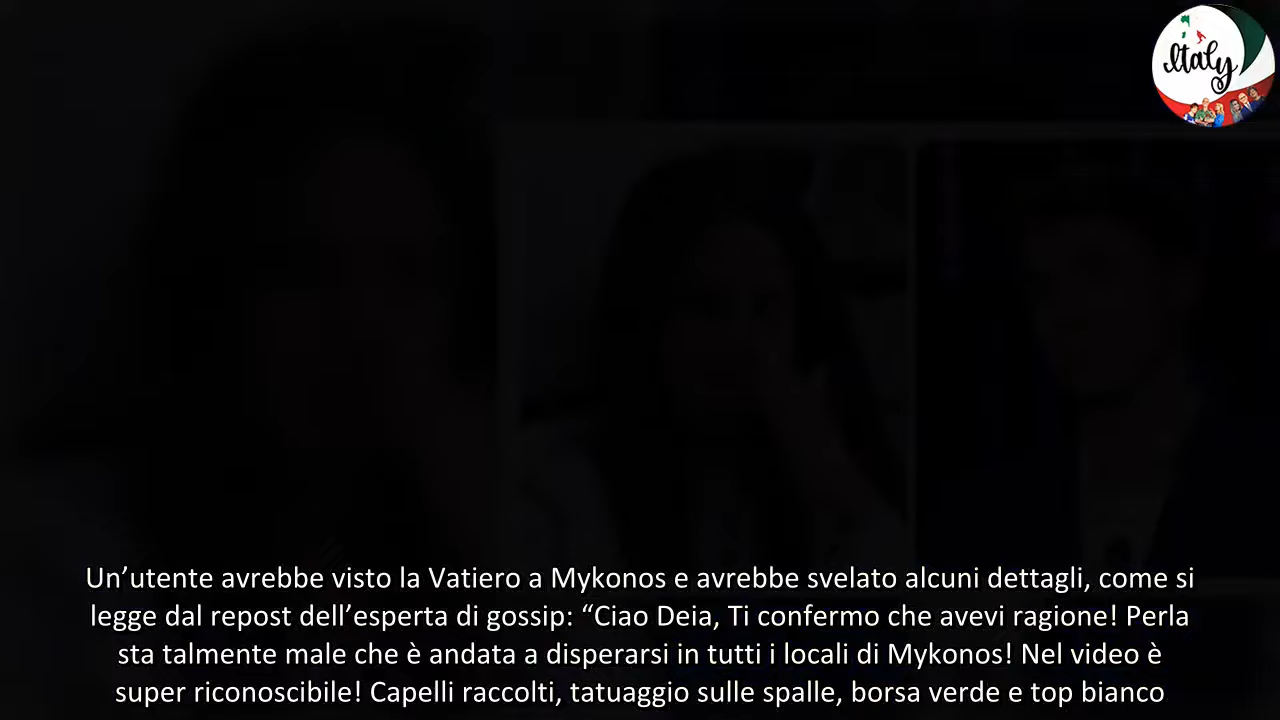 Italy
Un’utente avrebbe visto la Vatiero a Mykonos e avrebbe svelato alcuni dettagli, come si
legge dal repost dell’esperta di gossip: “Ciao Deia, Ti confermo che avevi ragione! Perla
sta talmente male che è andata a disperarsi in tutti i locali di Mykonos! Nel video è
super riconoscibile! Capelli raccolti, tatuaggio sulle spalle, borsa verde e top bianco